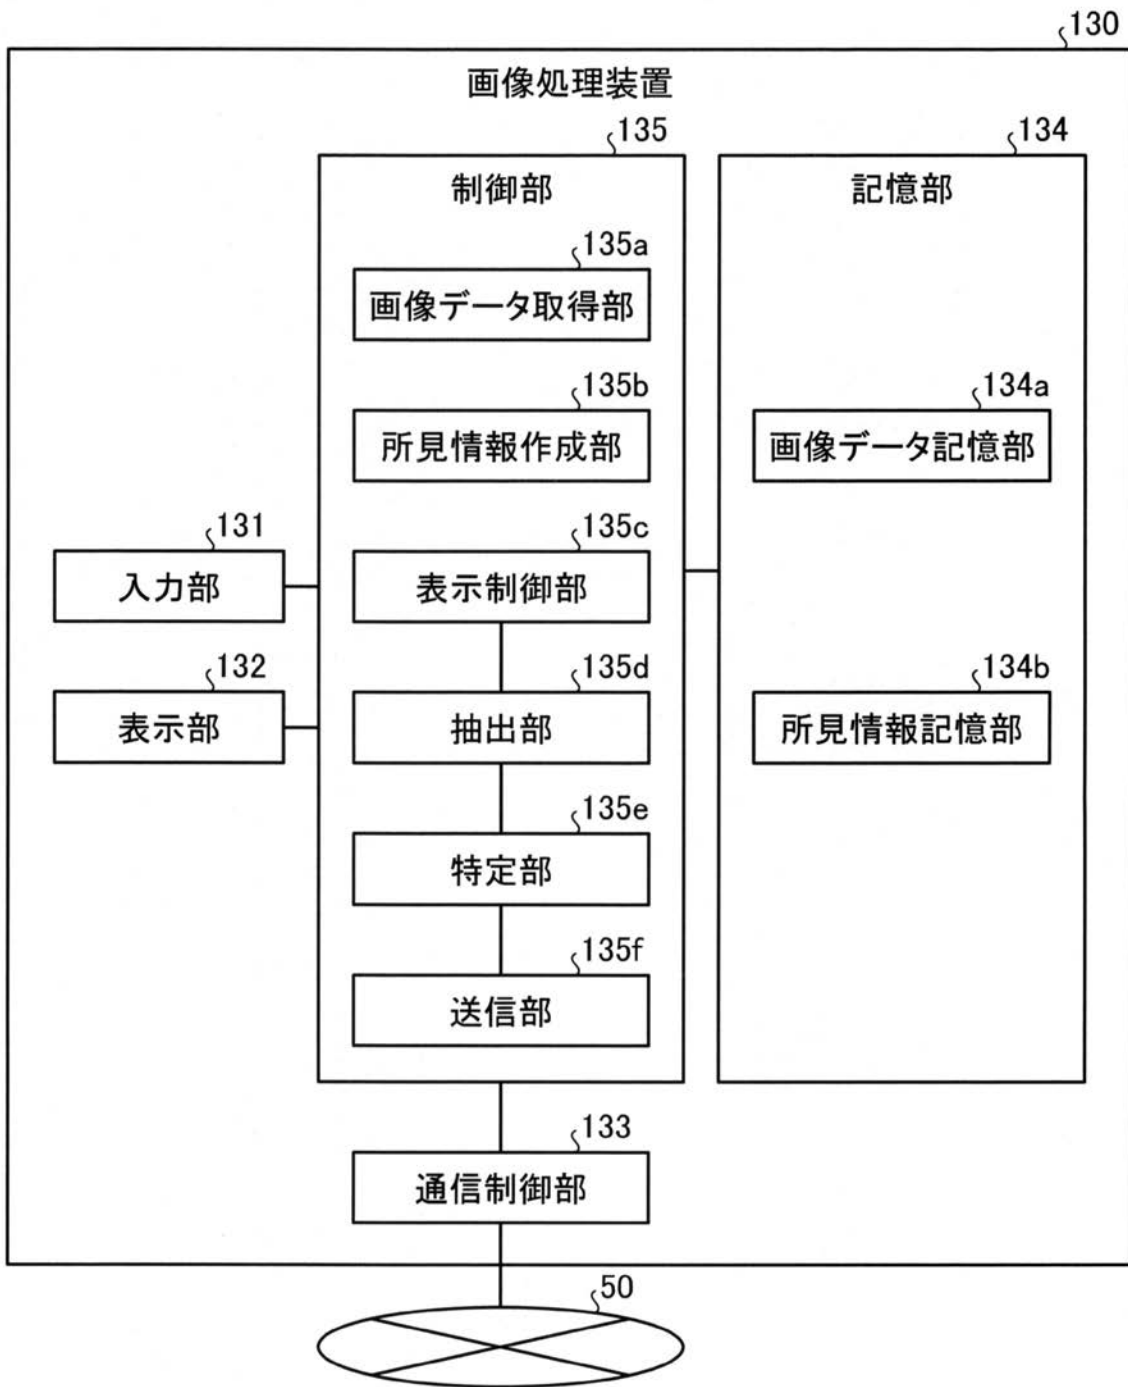 130
画像処理装置
135
制御部
135a
画像データ取得部
135b
所見情報作成部
135c
表示制御部
135d
抽出部
135e
特定部
135f
送信部
134
記憶部
134a
画像データ記憶部
134b
所見情報記憶部
131
入力部
132
表示部
133
通信制御部
50